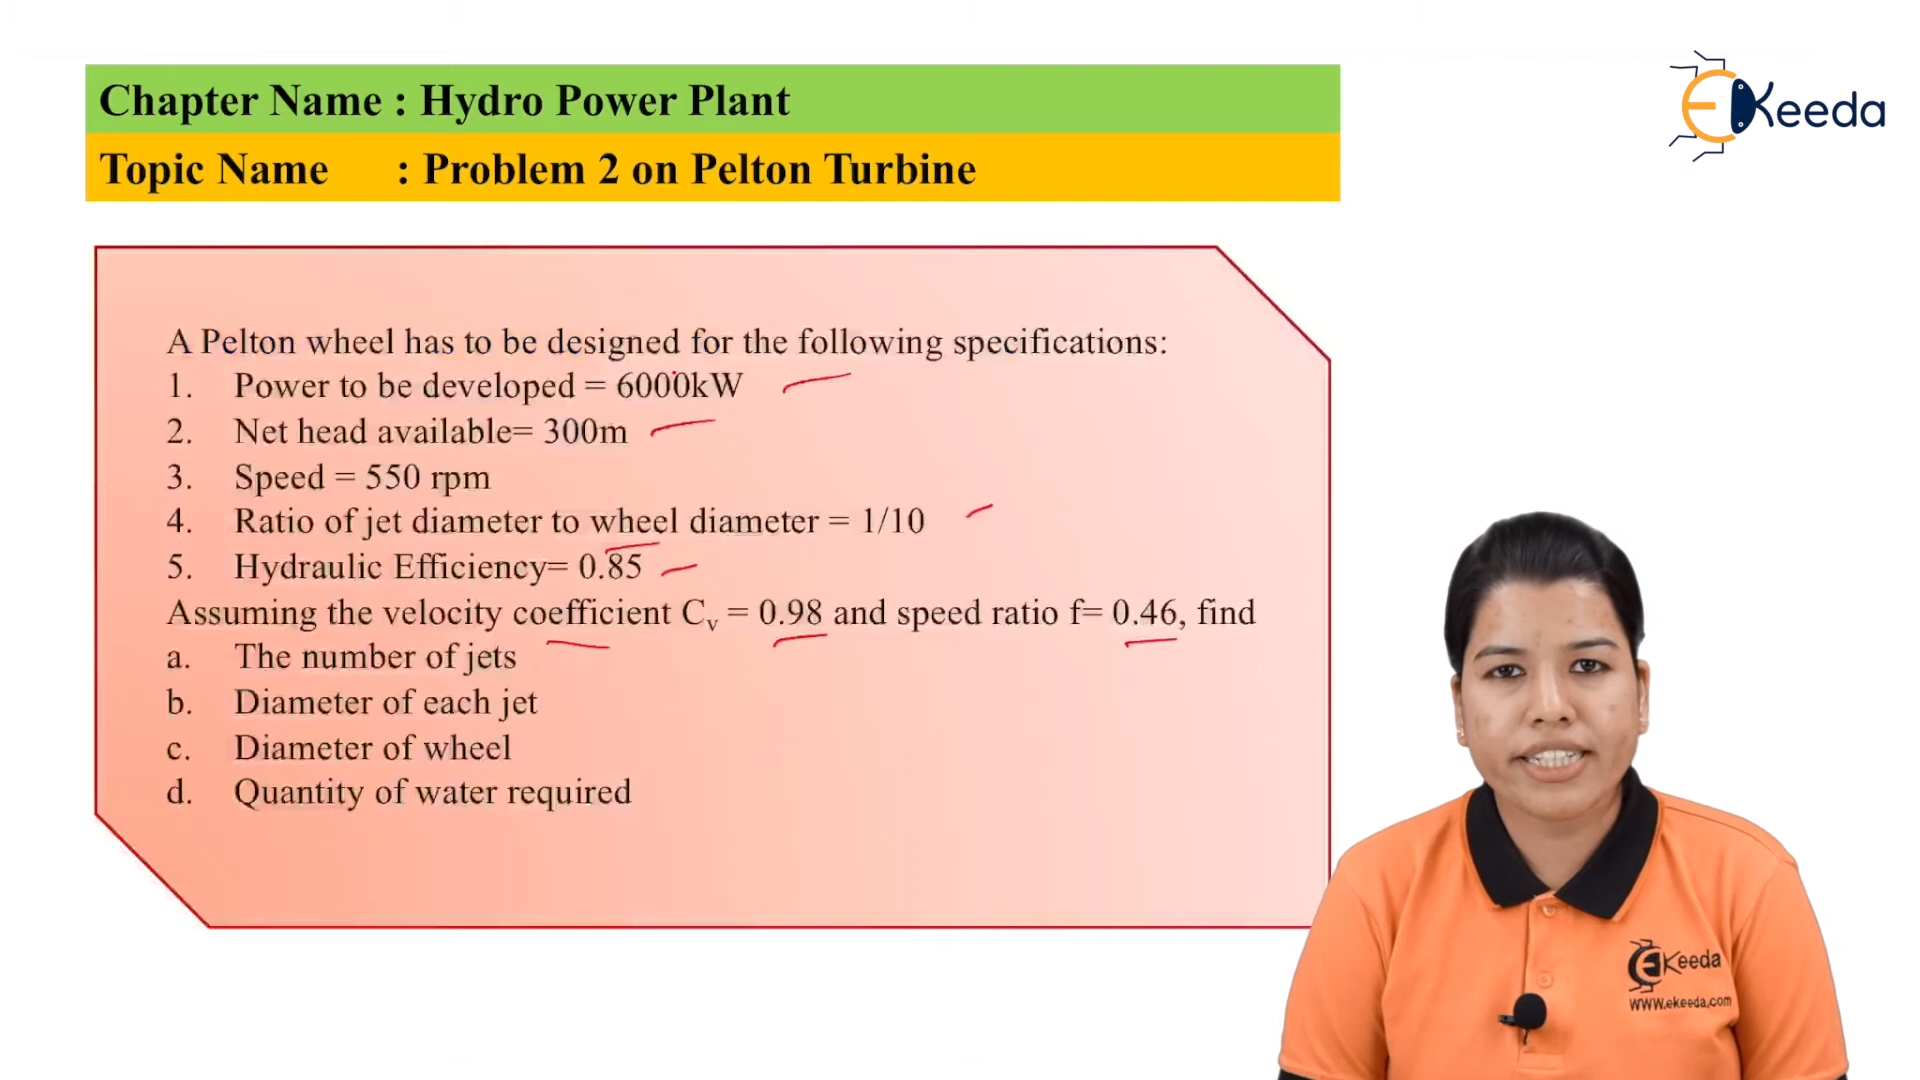 Chapter Name : Hydro Power Plant
Topic Name : Problem 2 on Pelton Turbine
EKeeda
A Pelton wheel has to be designed for the following specifications:
1. Power to be developed = 6000kW
2. Net head available= 300m
3. Speed = 550 rpm
4. Ratio of jet diameter to wheel diameter = 1/10
5. Hydraulic Efficiency= 0.85
Assuming the velocity coefficient Cv = 0.98 and speed ratio f= 0.46, find
a. The number of jets
b. Diameter of each jet
c. Diameter of wheel
d. Quantity of water required
EKeeda
WWW.ekeeda.com